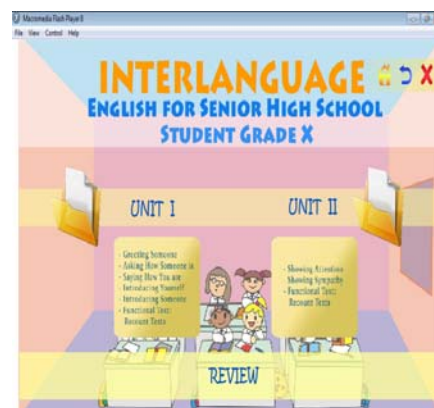 Macromedia Flash Player 8
File View Control Help
INTERLANGUAGE
ENGLISH FOR SENIOR HIGH SCHOOL
STUDENT GRADE X
UNIT I
UNIT II
- Greeting Someone
- Asking How Someone is
- Saying How You are
- Introducing Yourself
- Introducing Someone
- Functional Text:
Recount Texts
- Showing Attention
Showing Sympathy
- Functional Text:
Recount Texts
REVIEW